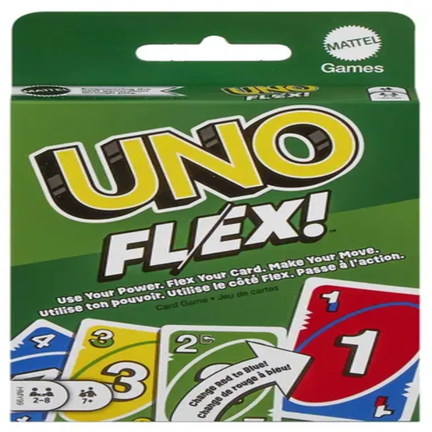 MATTEL
Games
MATTEL
UNO
FLEX!
UNO
FLEX!
Use Your Power. Flex Your Card. Make Your Move.
Utilise ton pouvoir. Utilise le côté Flex. Passe à l'action.
Card Game • Jeu de cartes
4
3
3
2
1
1
Change Red to Blue!
Change de rouge à bleu!
2-8
7+